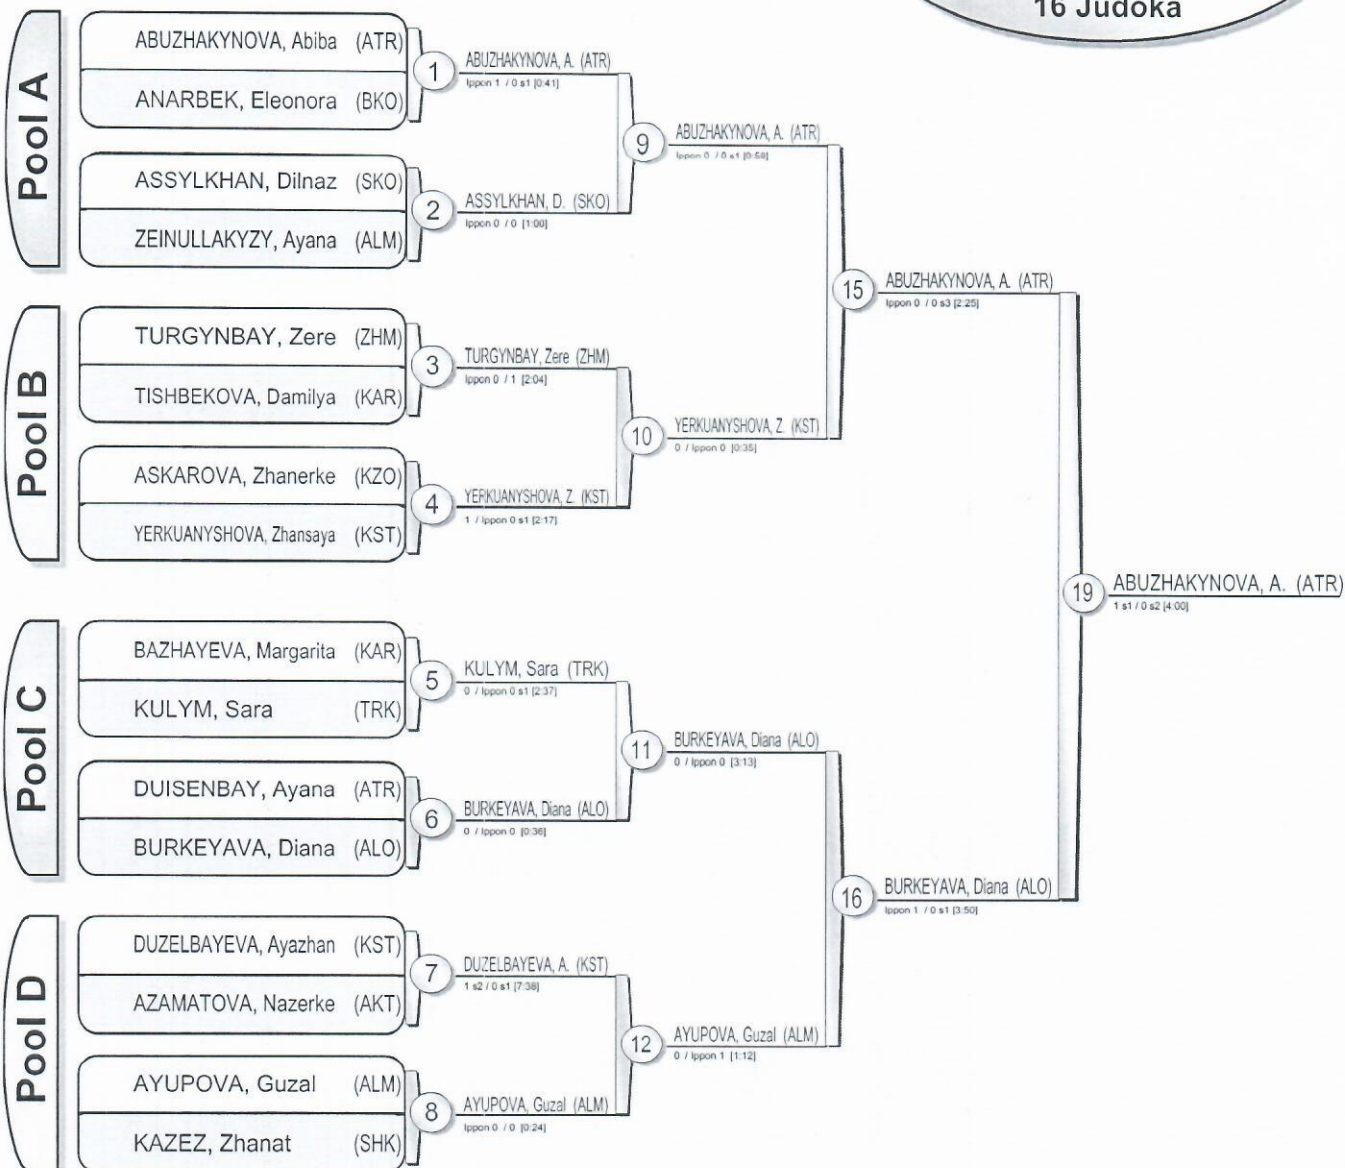 16 Judoka
Pool A
ABUZHAKYNOVA, Abiba (ATR)
ANARBEK, Eleonora (BKO)
1
ABUZHAKYNOVA, A. (ATR)
Ippon 1 / 0 s1 [0:41]
ASSYLKHAN, Dilnaz (SKO)
ZEINULLAKYZY, Ayana (ALM)
2
ASSYLKHAN, D. (SKO)
Ippon 0 / 0 [1:00]
9
ABUZHAKYNOVA, A. (ATR)
Ippon 0 / 0 s1 [0:58]
Pool B
TURGYNBAY, Zere (ZHM)
TISHBEKOVA, Damilya (KAR)
3
TURGYNBAY, Zere (ZHM)
Ippon 0 / 1 [2:04]
ASKAROVA, Zhanerke (KZO)
YERKUANYSHOVA, Zhansaya (KST)
4
YERKUANYSHOVA, Z. (KST)
1 / Ippon 0 s1 [2:17]
10
YERKUANYSHOVA, Z. (KST)
0 / Ippon 0 [0:35]
15
ABUZHAKYNOVA, A. (ATR)
Ippon 0 / 0 s3 [2:25]
Pool C
BAZHAYEVA, Margarita (KAR)
KULYM, Sara (TRK)
5
KULYM, Sara (TRK)
0 / Ippon 0 s1 [2:37]
DUISENBAY, Ayana (ATR)
BURKEYAVA, Diana (ALO)
6
BURKEYAVA, Diana (ALO)
0 / Ippon 0 [0:36]
11
BURKEYAVA, Diana (ALO)
0 / Ippon 0 [3:13]
Pool D
DUZELBAYEVA, Ayazhan (KST)
AZAMATOVA, Nazerke (AKT)
7
DUZELBAYEVA, A. (KST)
1 s2 / 0 s1 [7:38]
AYUPOVA, Guzal (ALM)
KAZEZ, Zhanat (SHK)
8
AYUPOVA, Guzal (ALM)
Ippon 0 / 0 [0:24]
12
AYUPOVA, Guzal (ALM)
0 / Ippon 1 [1:12]
16
BURKEYAVA, Diana (ALO)
Ippon 1 / 0 s1 [3:50]
19
ABUZHAKYNOVA, A. (ATR)
1 s1 / 0 s2 [4:00]